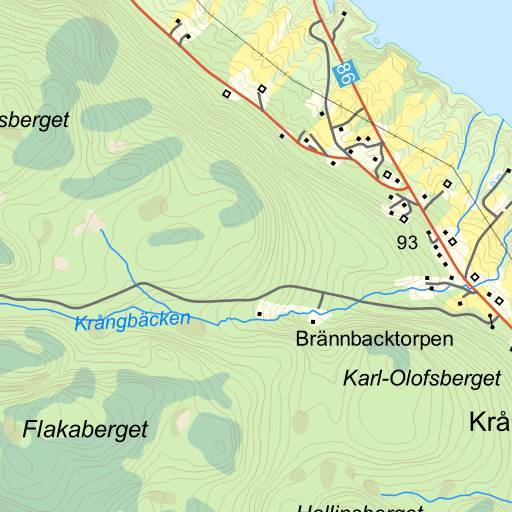 86
sberget
93
Krångbäcken
Brännbacktorpen
Karl-Olofsberget
Krå
Flakaberget